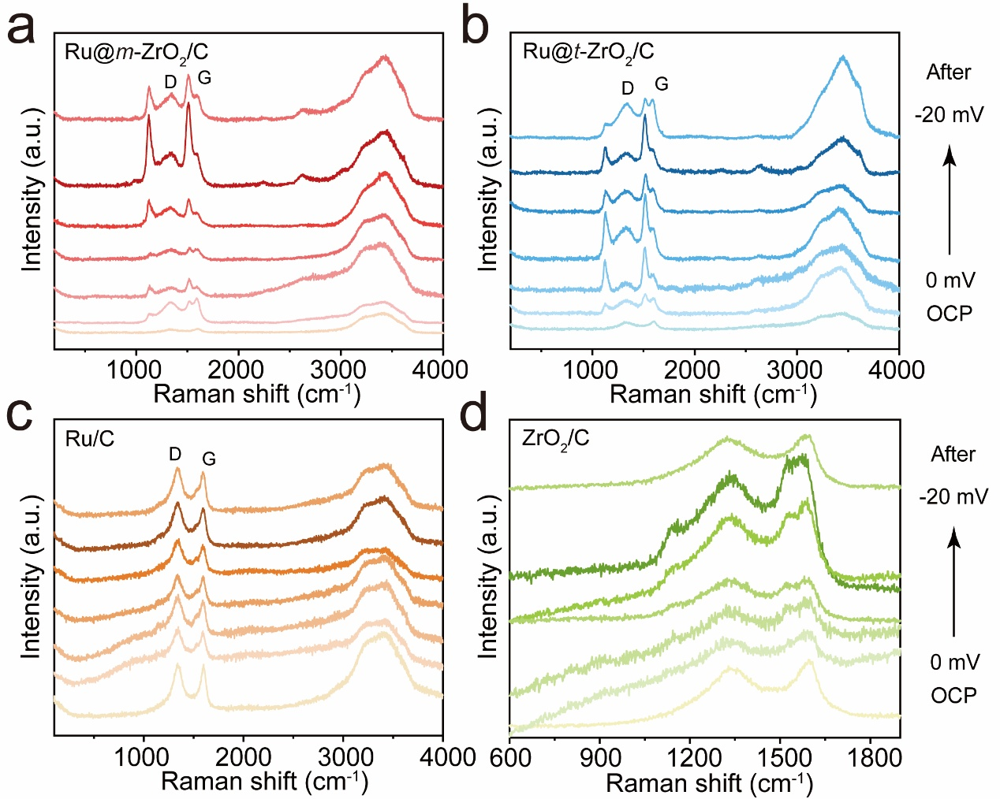 a
Ru@m-ZrO2/C
D
G
Intensity (a.u.)
1000 2000 3000 4000
Raman shift (cm-1)
b
Ru@t-ZrO2/C
D
G
Intensity (a.u.)
1000 2000 3000 4000
Raman shift (cm-1)
After
-20 mV
0 mV
OCP
c
Ru/C
D
G
Intensity (a.u.)
1000 2000 3000 4000
Raman shift (cm-1)
d
ZrO2/C
Intensity (a.u.)
600 900 1200 1500 1800
Raman shift (cm-1)
After
-20 mV
0 mV
OCP